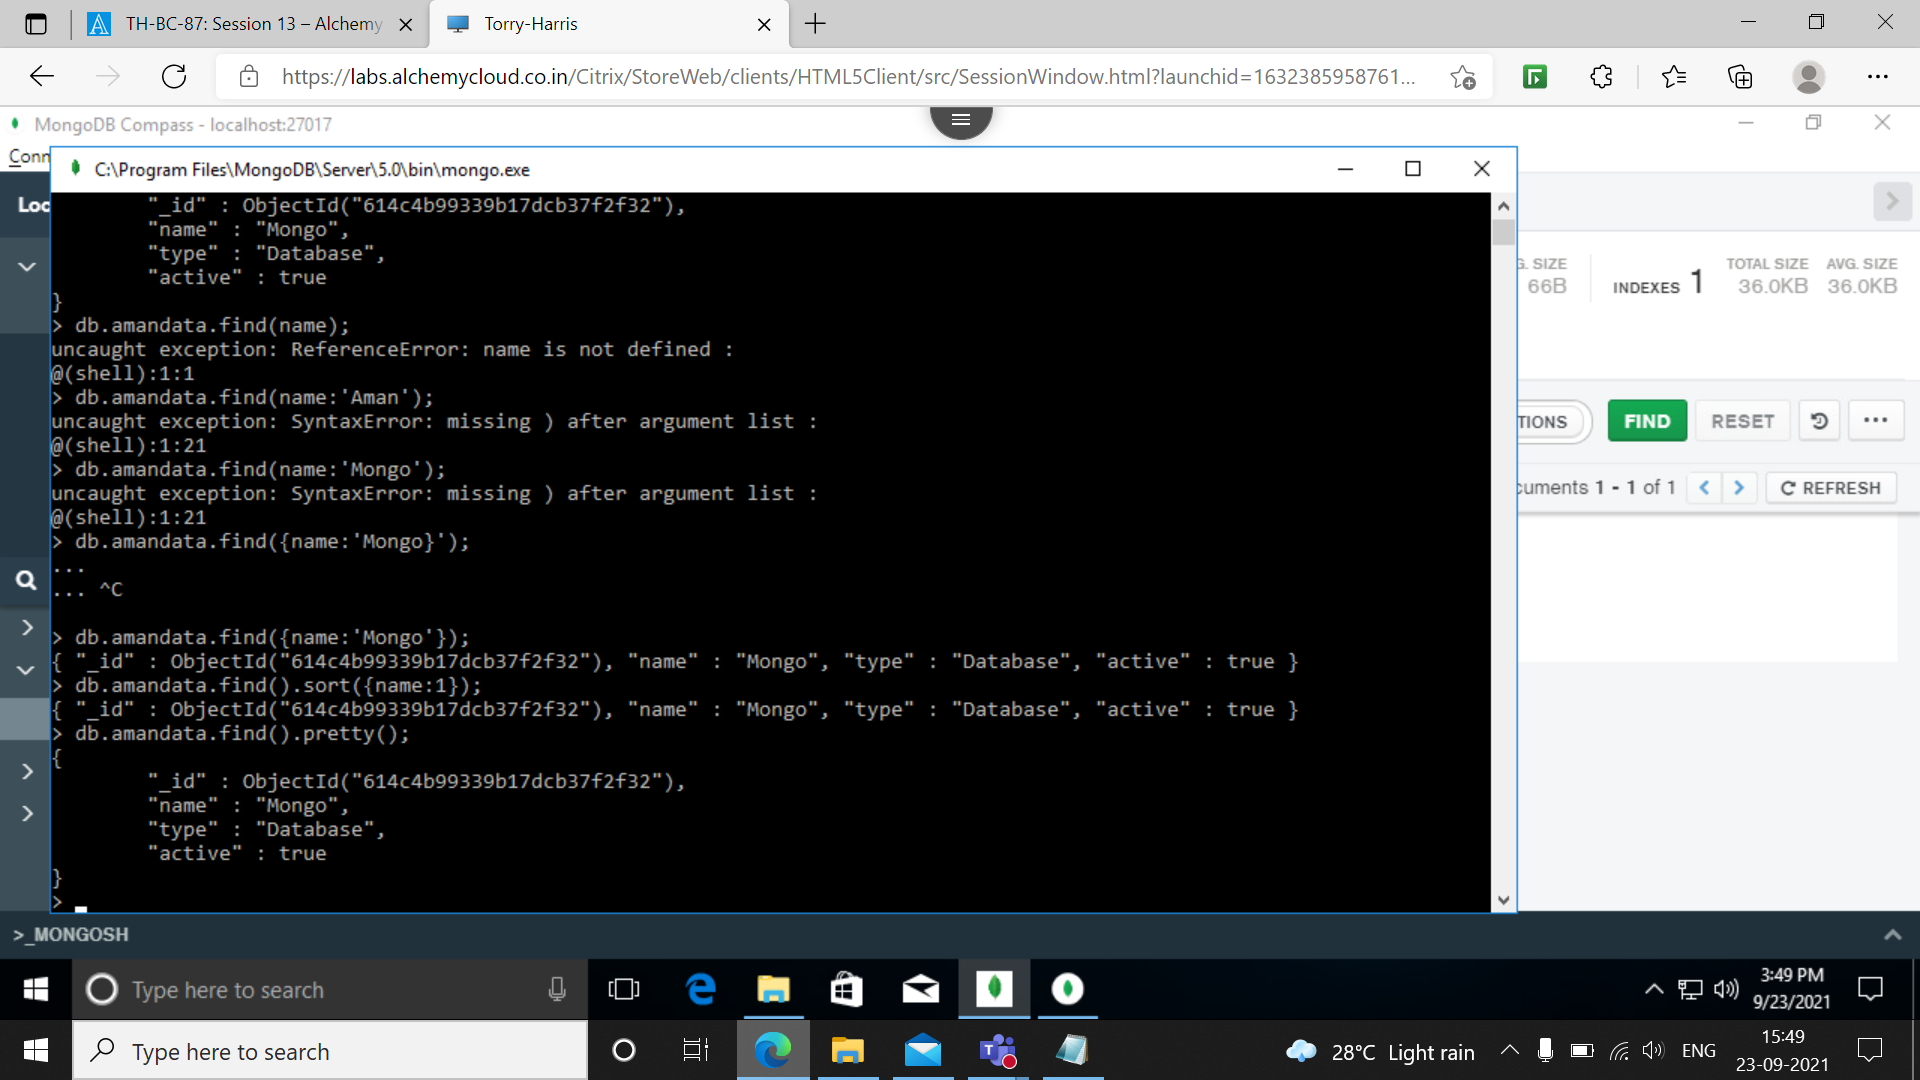 TH-BC-87: Session 13 – Alchemy
Torry-Harris
https://labs.alchemycloud.co.in/Citrix/StoreWeb/clients/HTML5Client/src/SessionWindow.html?launchid=1632385958761...
MongoDB Compass - localhost:27017
Conn
C:\Program Files\MongoDB\Server\5.0\bin\mongo.exe
Loc
"_id" : ObjectId("614c4b99339b17dcb37f2f32"),
"name" : "Mongo",
"type" : "Database",
"active" : true
}
> db.amandata.find(name);
uncaught exception: ReferenceError: name is not defined :
@(shell):1:1
> db.amandata.find(name:'Aman');
uncaught exception: SyntaxError: missing ) after argument list :
@(shell):1:21
> db.amandata.find(name:'Mongo');
uncaught exception: SyntaxError: missing ) after argument list :
@(shell):1:21
> db.amandata.find({name:'Mongo}');
...
... ^C
> db.amandata.find({name:'Mongo'});
{ "_id" : ObjectId("614c4b99339b17dcb37f2f32"), "name" : "Mongo", "type" : "Database", "active" : true }
> db.amandata.find().sort({name:1});
{ "_id" : ObjectId("614c4b99339b17dcb37f2f32"), "name" : "Mongo", "type" : "Database", "active" : true }
> db.amandata.find().pretty();
{
"_id" : ObjectId("614c4b99339b17dcb37f2f32"),
"name" : "Mongo",
"type" : "Database",
"active" : true
}
>
G. SIZE
66B
INDEXES 1
TOTAL SIZE
36.0KB
AVG. SIZE
36.0KB
TIONS
FIND
RESET
cuments 1 - 1 of 1
REFRESH
>_MONGOSH
Type here to search
3:49 PM
9/23/2021
Type here to search
28°C Light rain
ENG
15:49
23-09-2021